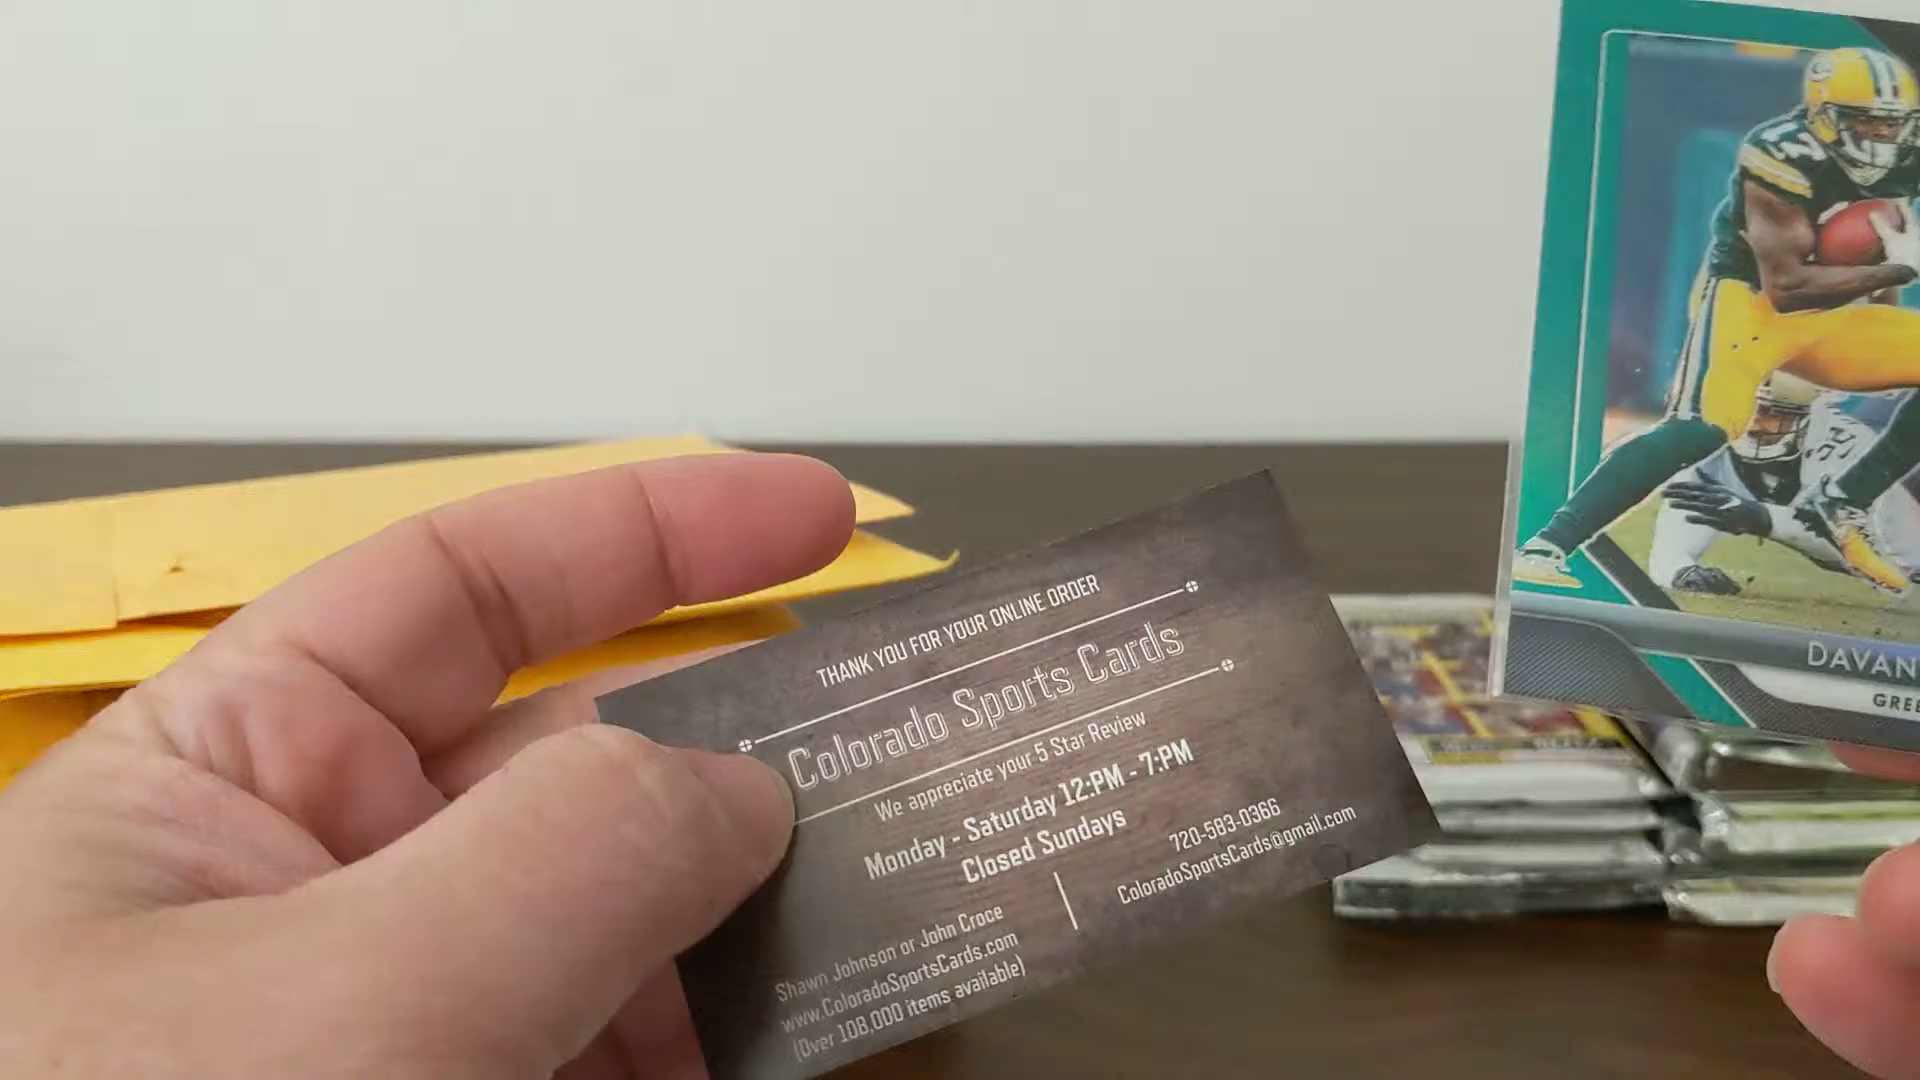 THANK YOU FOR YOUR ONLINE ORDER
Colorado Sports Cards
We appreciate your 5 Star Review
Monday - Saturday 12:PM - 7:PM
Closed Sundays
720-583-0366
ColoradoSportsCards@gmail.com
Shawn Johnson or John Croce
www.ColoradoSportsCards.com
(Over 108,000 items available)
DAVAN
GREE